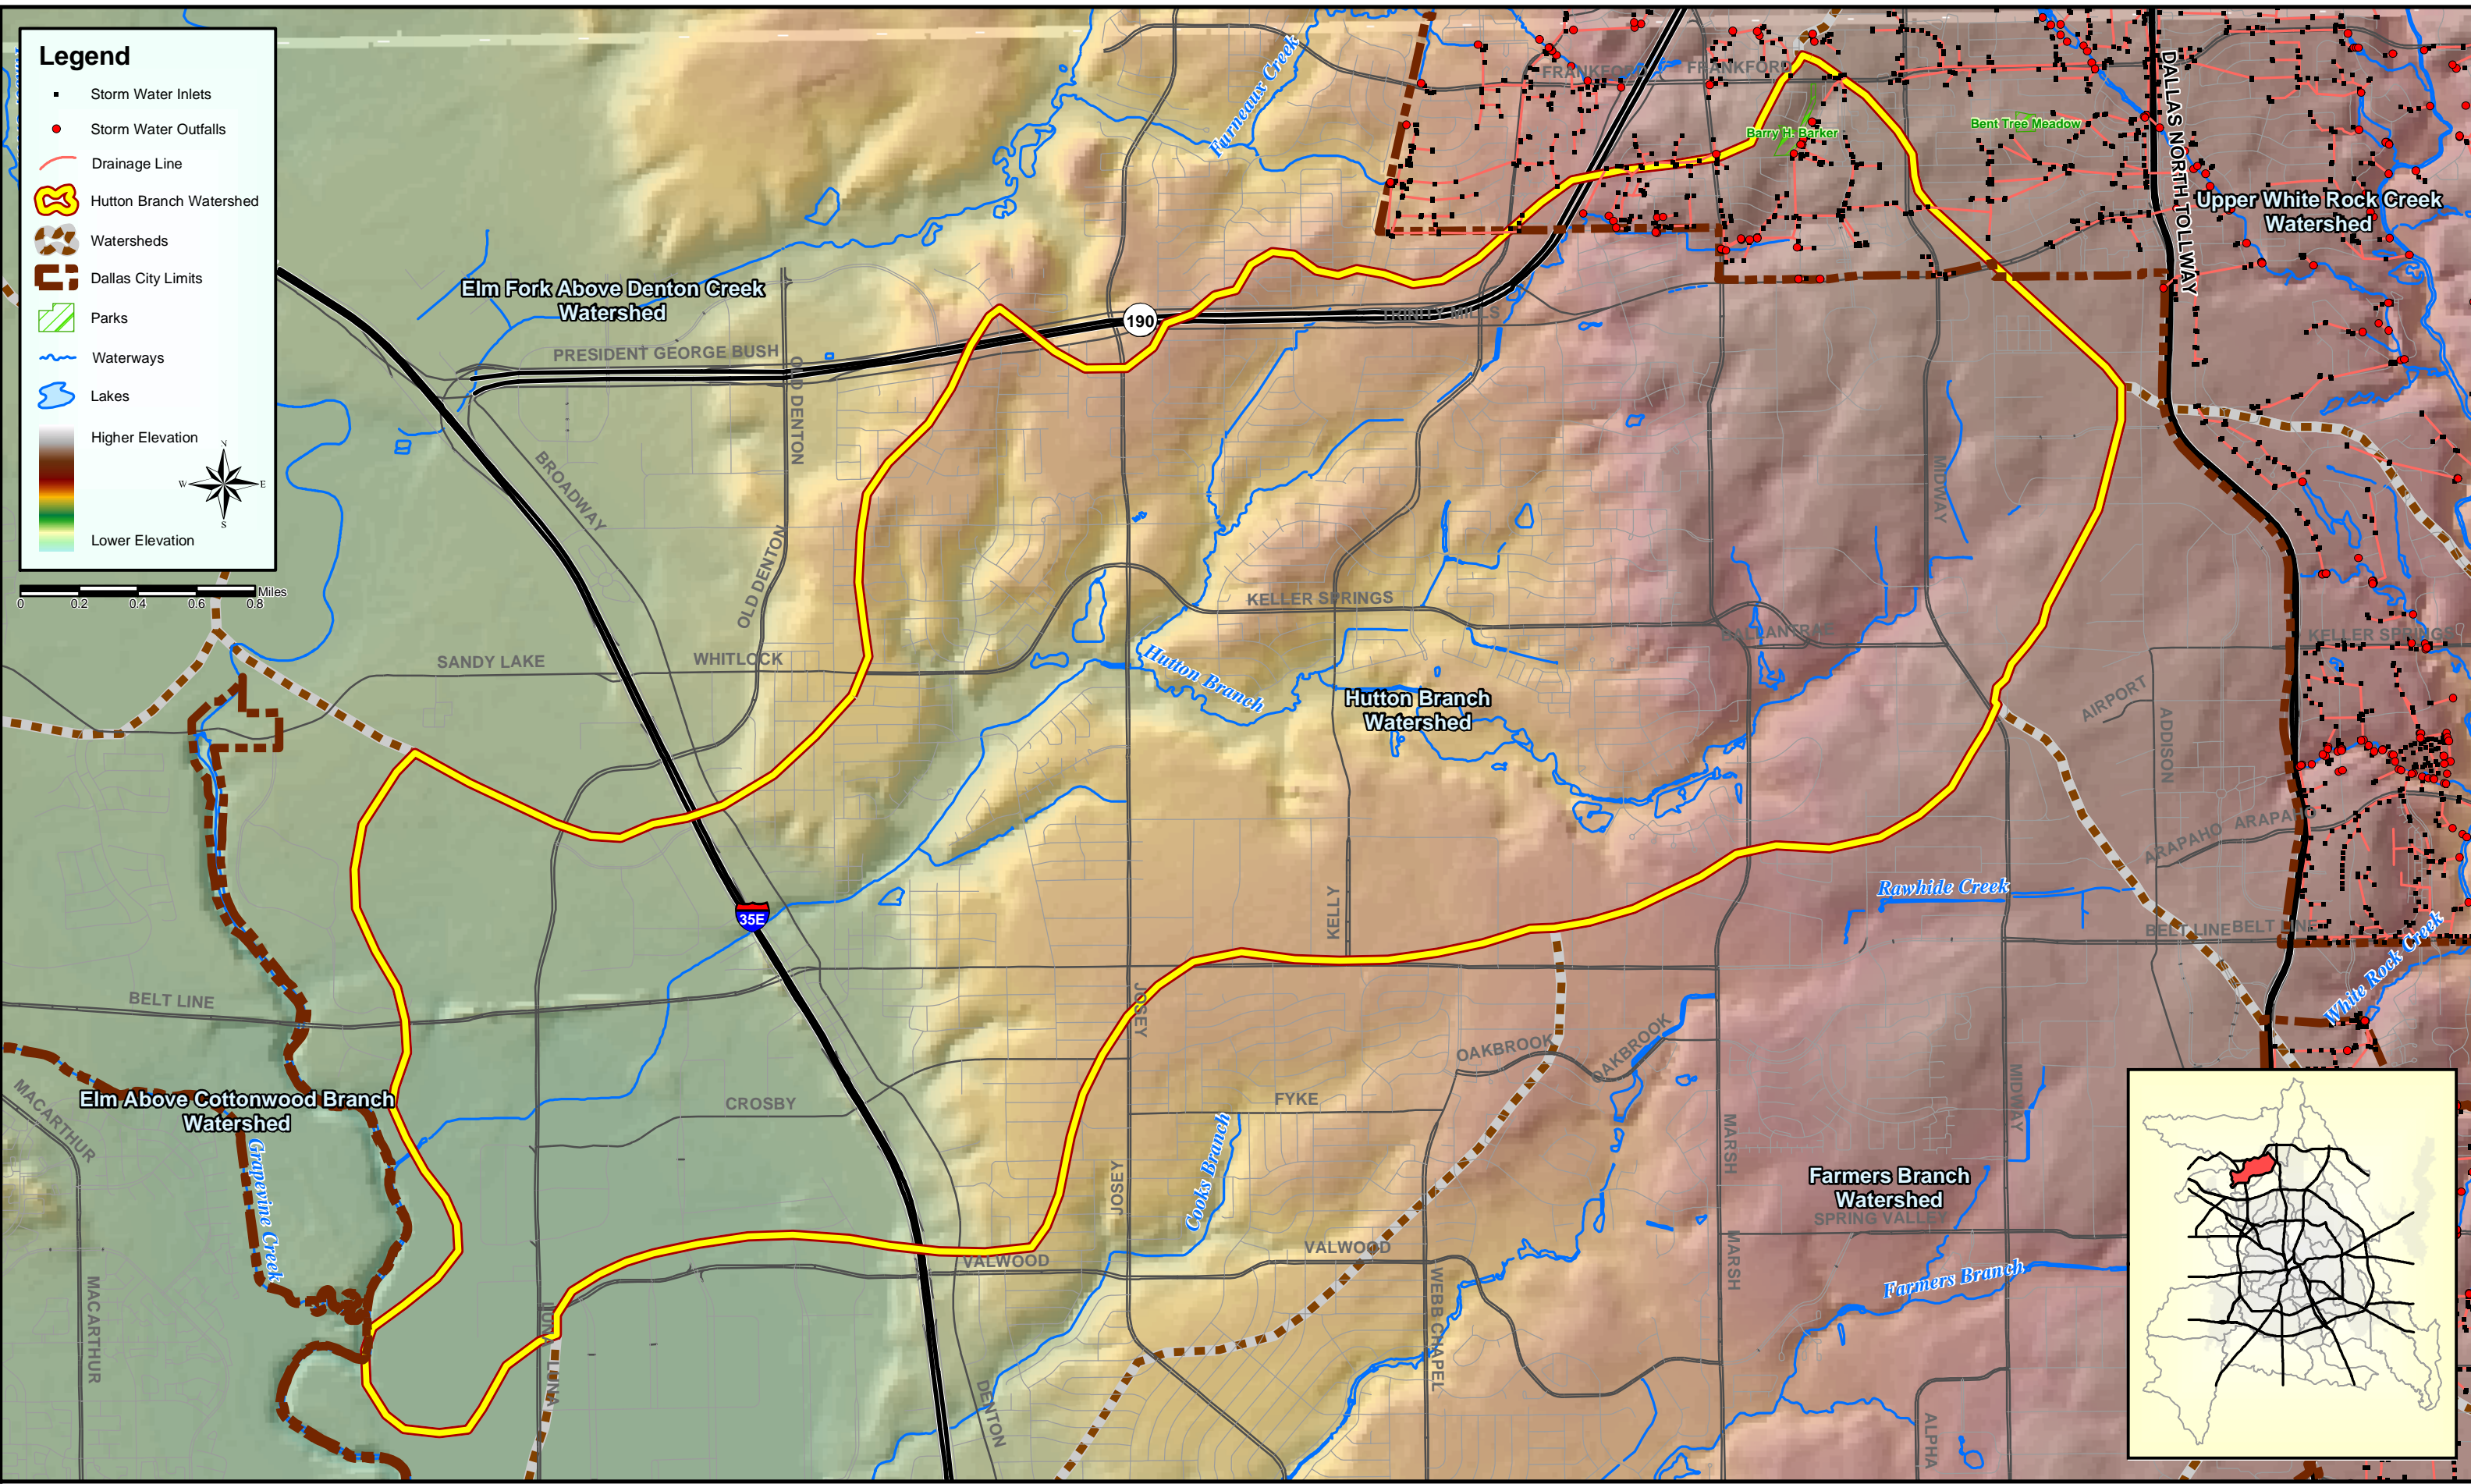 Legend
Storm Water Inlets
Storm Water Outfalls
Drainage Line
Hutton Branch Watershed
Watersheds
Dallas City Limits
Parks
Waterways
Lakes
Higher Elevation
Lower Elevation
N
W E
S
0 0.2 0.4 0.6 0.8 Miles
Furneaux Creek
FRANKFORD
FRANKFORD
Barry H. Barker
Bent Tree Meadow
DALLAS NORTH TOLLWAY
Upper White Rock Creek
Watershed
Elm Fork Above Denton Creek
Watershed
190
TRINITY MILLS
PRESIDENT GEORGE BUSH
OLD DENTON
BROADWAY
OLD DENTON
MIDWAY
KELLER SPRINGS
BALLANTRAE
KELLER SPRINGS
SANDY LAKE
WHITLOCK
Hutton Branch
Hutton Branch
Watershed
AIRPORT
ADDISON
ARAPAHO
ARAPAHO
35E
KELLY
Rawhide Creek
BELT LINE
BELT LINE
White Rock Creek
BELT LINE
JOSEY
OAKBROOK
OAKBROOK
MACARTHUR
Elm Above Cottonwood Branch
Watershed
CROSBY
FYKE
MARSH
MIDWAY
Grapevine Creek
JOSEY
Cooks Branch
Farmers Branch
Watershed
SPRING VALLEY
VALWOOD
VALWOOD
MARSH
Farmers Branch
MACARTHUR
LUNA
LUNA
WEBB CHAPEL
DENTON
ALPHA